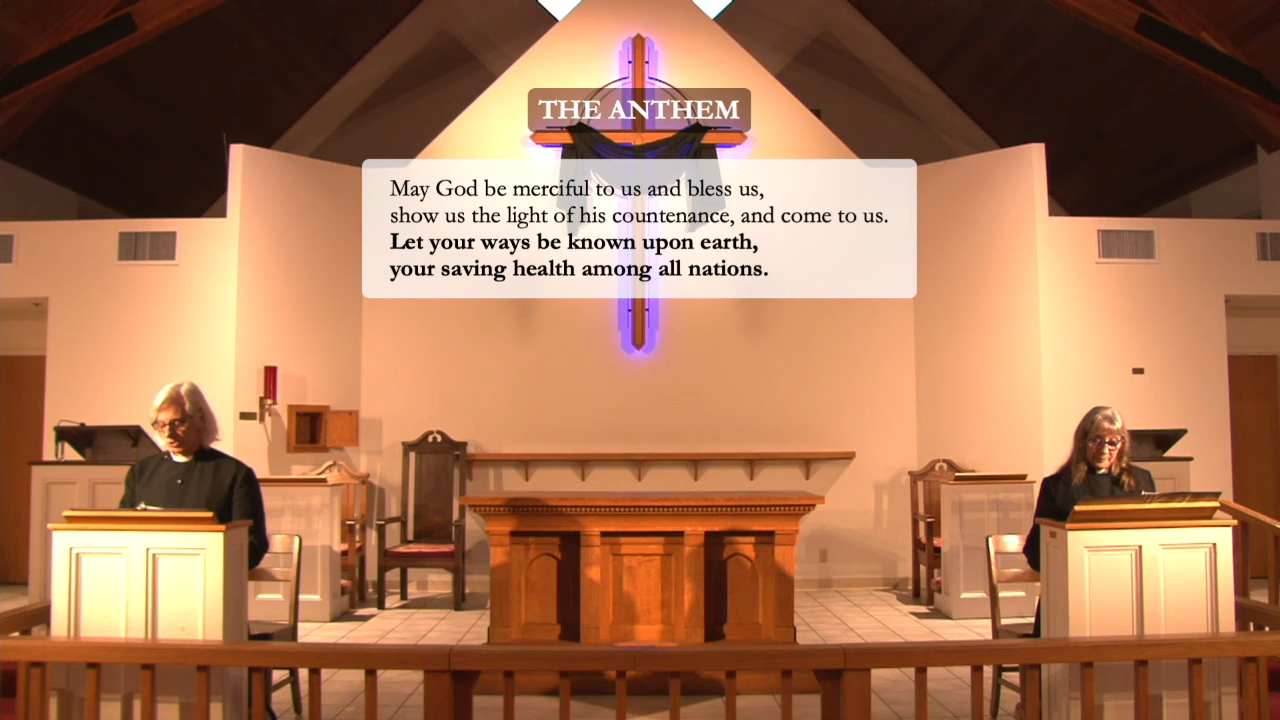 THE ANTHEM
May God be merciful to us and bless us,
show us the light of his countenance, and come to us.
Let your ways be known upon earth,
your saving health among all nations.